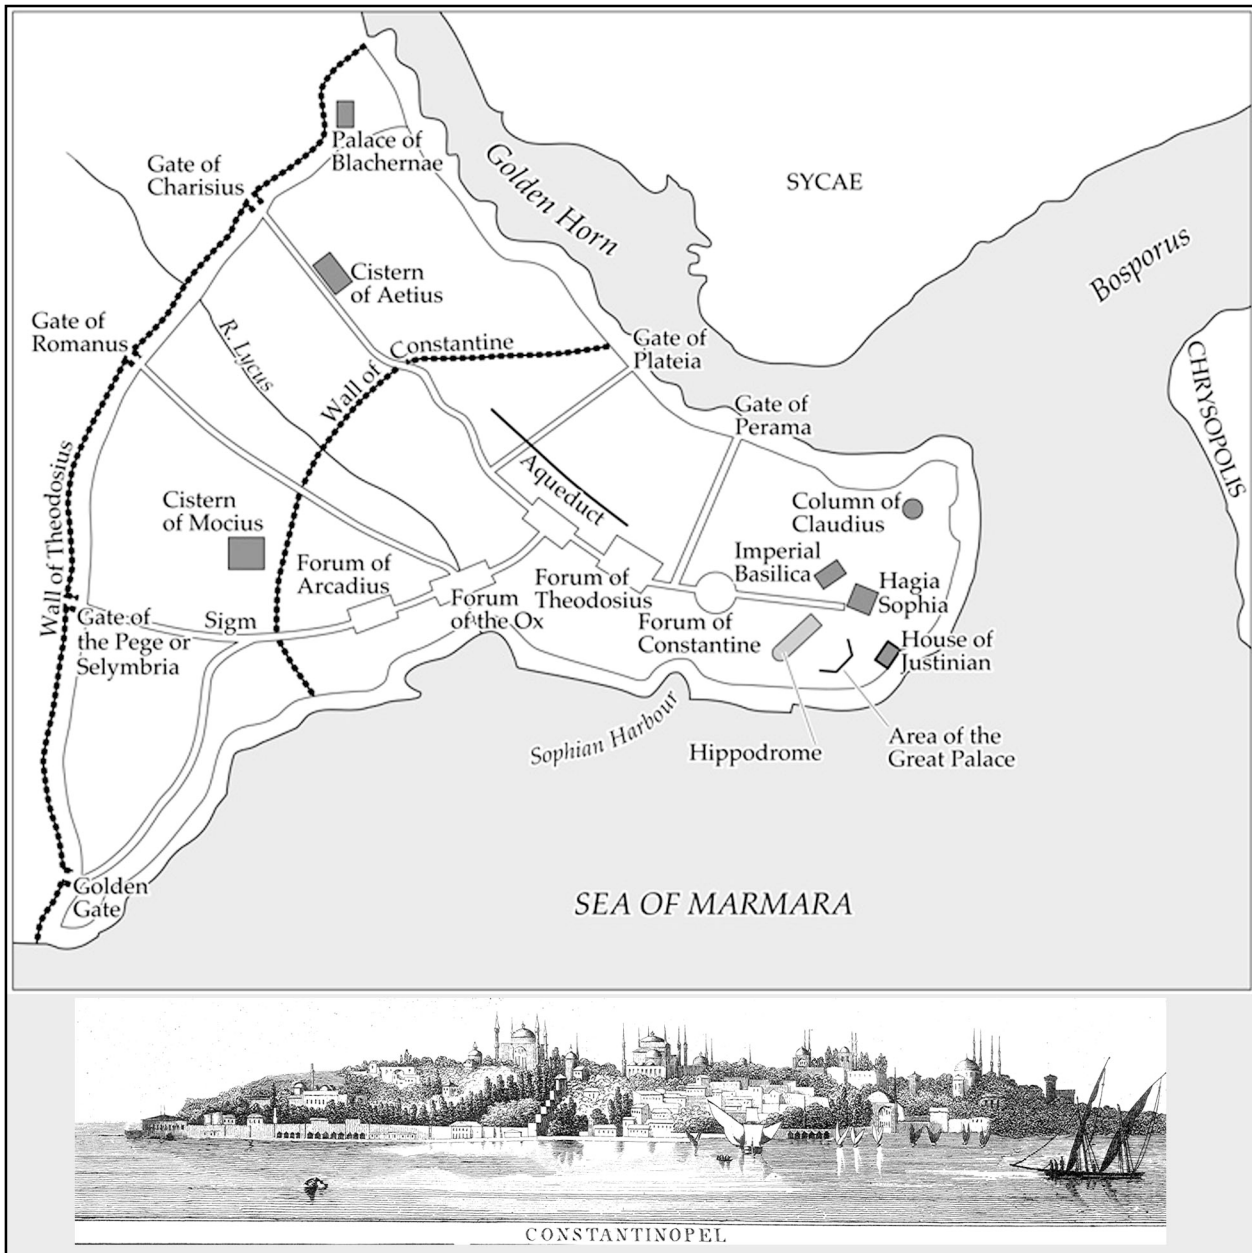 Palace of
Blachernae
Gate of
Charisius
Golden Horn
SYCAE
Bosporus
Cistern
of Aetius
Gate of
Romanus
R. Lycus
Wall of
Constantine
Gate of
Plateia
CHRYSOPOLIS
Gate of
Perama
Wall of Theodosius
Cistern
of Mocius
Aqueduct
Column of
Claudius
Imperial
Basilica
Hagia
Sophia
Forum of
Arcadius
Forum
of the Ox
Forum of
Theodosius
Forum of
Constantine
Gate of
the Pege or
Selymbria
Sigm
House of
Justinian
Sophian Harbour
Hippodrome
Area of the
Great Palace
Golden
Gate
SEA OF MARMARA
CONSTANTINOPEL